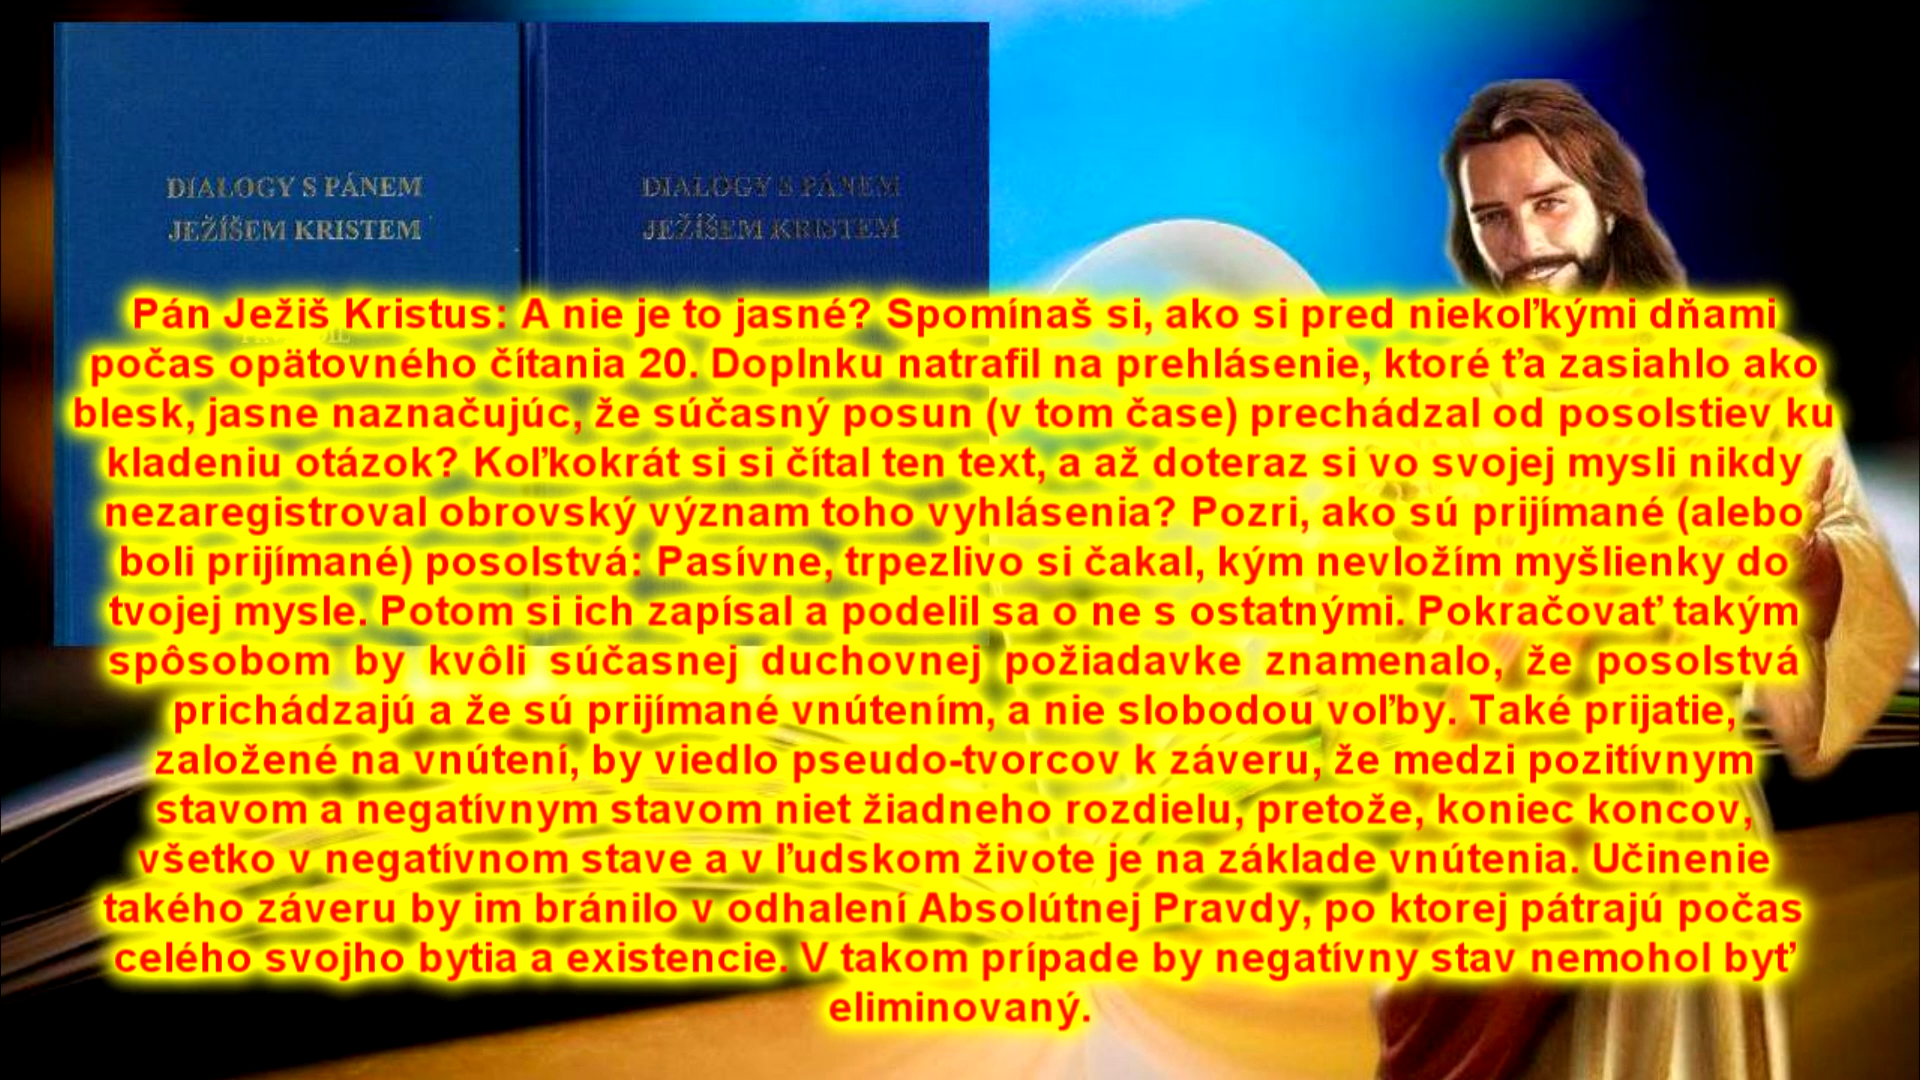 DIALOGY S PÁNEM
JEŽÍŠEM KRISTEM
DIALOGY S PÁNEM
JEŽÍŠEM KRISTEM
Pán Ježiš Kristus: A nie je to jasné? Spomínaš si, ako si pred niekoľkými dňami
počas opätovného čítania 20. Doplnku natrafil na prehlásenie, ktoré ťa zasiahlo ako
blesk, jasne naznačujúc, že súčasný posun (v tom čase) prechádzal od posolstiev ku
kladeniu otázok? Koľkokrát si si čítal ten text, a až doteraz si vo svojej mysli nikdy
nezaregistroval obrovský význam toho vyhlásenia? Pozri, ako sú prijímané (alebo
boli prijímané) posolstvá: Pasívne, trpezlivo si čakal, kým nevložím myšlienky do
tvojej mysle. Potom si ich zapísal a podelil sa o ne s ostatnými. Pokračovať takým
spôsobom by kvôli súčasnej duchovnej požiadavke znamenalo, že posolstvá
prichádzajú a že sú prijímané vnútením, a nie slobodou voľby. Také prijatie,
založené na vnútení, by viedlo pseudo-tvorcov k záveru, že medzi pozitívnym
stavom a negatívnym stavom niet žiadneho rozdielu, pretože, koniec koncov,
všetko v negatívnom stave a v ľudskom živote je na základe vnútenia. Učinenie
takého záveru by im bránilo v odhalení Absolútnej Pravdy, po ktorej pátrajú počas
celého svojho bytia a existencie. V takom prípade by negatívny stav nemohol byť
eliminovaný.